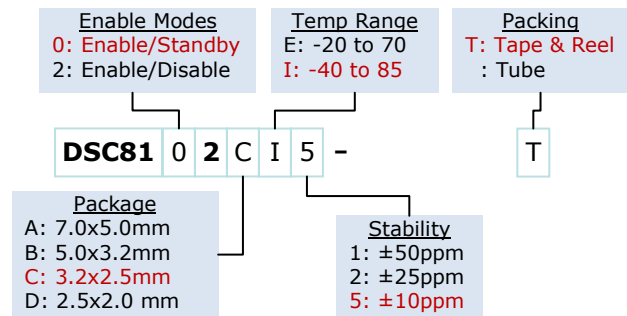 Enable Modes
0: Enable/Standby
2: Enable/Disable
Temp Range
E: -20 to 70
I: -40 to 85
Packing
T: Tape & Reel
: Tube
DSC81 0 2 C I 5 – T
Package
A: 7.0x5.0mm
B: 5.0x3.2mm
C: 3.2x2.5mm
D: 2.5x2.0 mm
Stability
1: ±50ppm
2: ±25ppm
5: ±10ppm